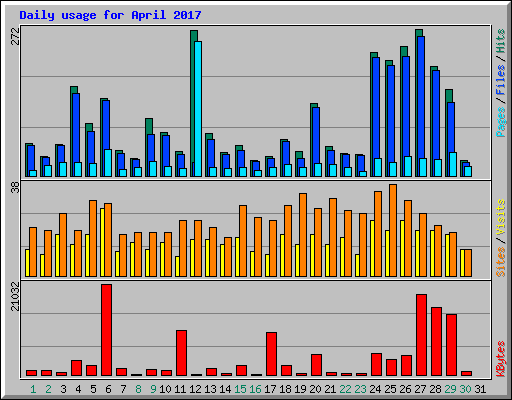 Daily usage for April 2017
272
Pages / Files / Hits
38
Sites / Visits
21032
KBytes
1 2 3 4 5 6 7 8 9 10 11 12 13 14 15 16 17 18 19 20 21 22 23 24 25 26 27 28 29 30 31